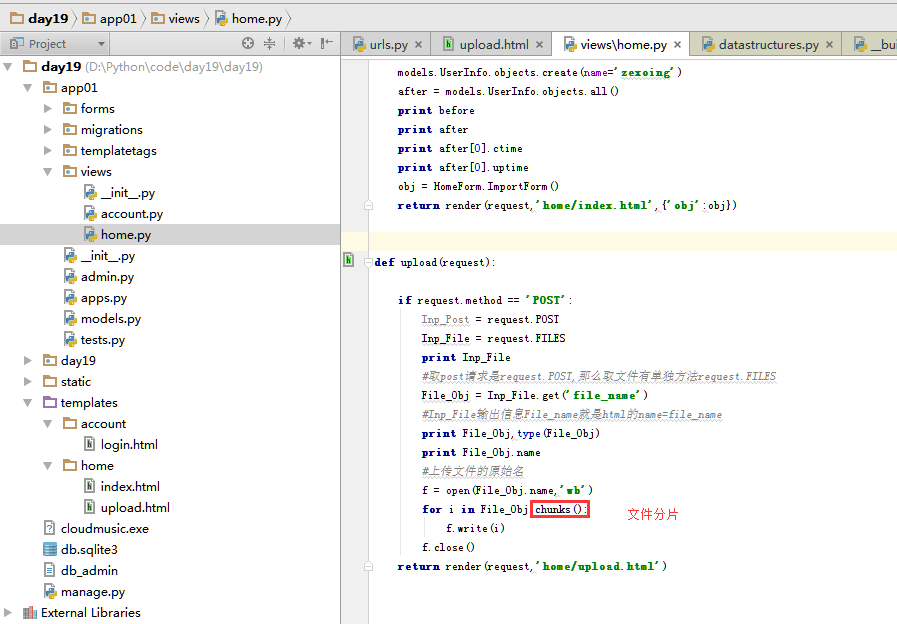 day19 app01 views home.py
Project
urls.py upload.html views\home.py datastructures.py __bui
day19 (D:\Python\code\day19\day19)
app01
forms
migrations
templatetags
views
__init__.py
account.py
home.py
__init__.py
admin.py
apps.py
models.py
tests.py
day19
static
templates
account
login.html
home
index.html
upload.html
cloudmusic.exe
db.sqlite3
db_admin
manage.py
External Libraries
models.UserInfo.objects.create(name='zexoing')
after = models.UserInfo.objects.all()
print before
print after
print after[0].ctime
print after[0].uptime
obj = HomeForm.ImportForm()
return render(request,'home/index.html',{'obj':obj})
def upload(request):
if request.method == 'POST':
Inp_Post = request.POST
Inp_File = request.FILES
print Inp_File
#取post请求是request.POST,那么取文件有单独方法request.FILES
File_Obj = Inp_File.get('file_name')
#Inp_File输出信息File_name就是html的name=file_name
print File_Obj,type(File_Obj)
print File_Obj.name
#上传文件的原始名
f = open(File_Obj.name,'wb')
for i in File_Obj.chunks(): 文件分片
f.write(i)
f.close()
return render(request,'home/upload.html')